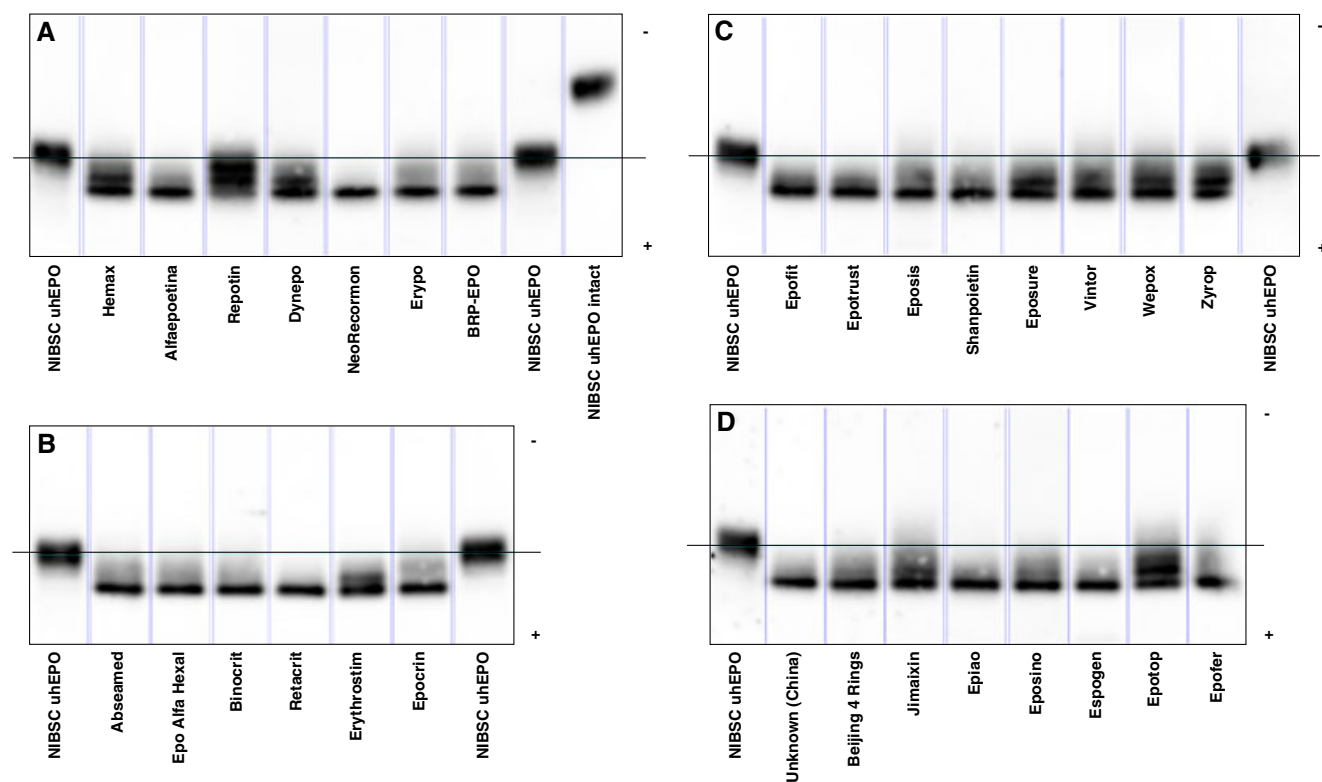 A
-
+
NIBSC uhEPO
Hemax
Alfaepoetina
Repotin
Dynepo
NeoRecormon
Erypo
BRP-EPO
NIBSC uhEPO
NIBSC uhEPO intact
C
-
+
NIBSC uhEPO
Epofit
Epotrust
Eposis
Shanpoietin
Eposure
Vintor
Wepox
Zyrop
NIBSC uhEPO
B
-
+
NIBSC uhEPO
Abseamed
Epo Alfa Hexal
Binocrit
Retacrit
Erythrostim
Epocrin
NIBSC uhEPO
D
-
+
NIBSC uhEPO
Unknown (China)
Beijing 4 Rings
Jimaixin
Epiao
Eposino
Espogen
Epotop
Epofer